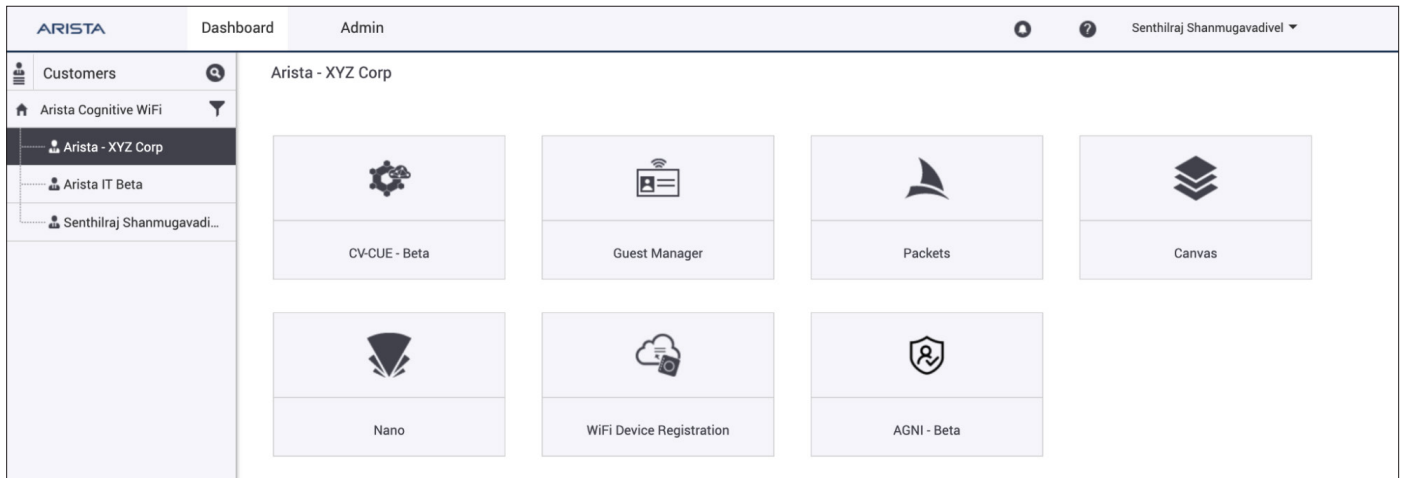 ARISTA Dashboard Admin ? Senthilraj Shanmugavadivel
Customers
Arista - XYZ Corp
Arista Cognitive WiFi
Arista - XYZ Corp
Arista IT Beta
Senthilraj Shanmugavadi...
CV-CUE - Beta Guest Manager Packets Canvas
Nano WiFi Device Registration AGNI - Beta